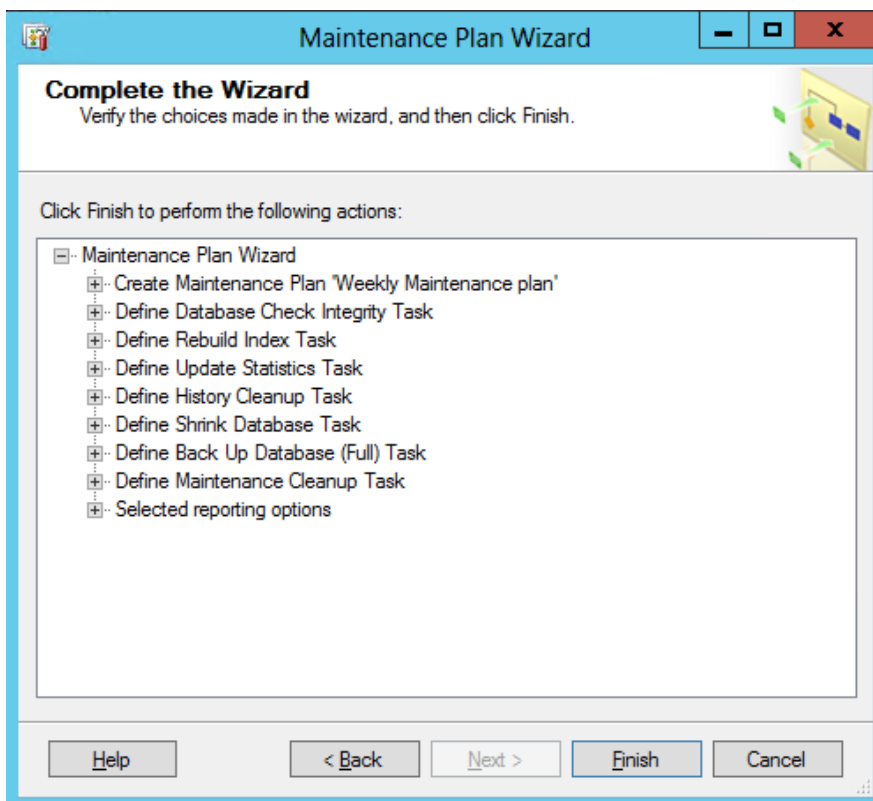 Maintenance Plan Wizard
Complete the Wizard
Verify the choices made in the wizard, and then click Finish.
Click Finish to perform the following actions:
Maintenance Plan Wizard
Create Maintenance Plan 'Weekly Maintenance plan'
Define Database Check Integrity Task
Define Rebuild Index Task
Define Update Statistics Task
Define History Cleanup Task
Define Shrink Database Task
Define Back Up Database (Full) Task
Define Maintenance Cleanup Task
Selected reporting options
Help < Back Next > Finish Cancel